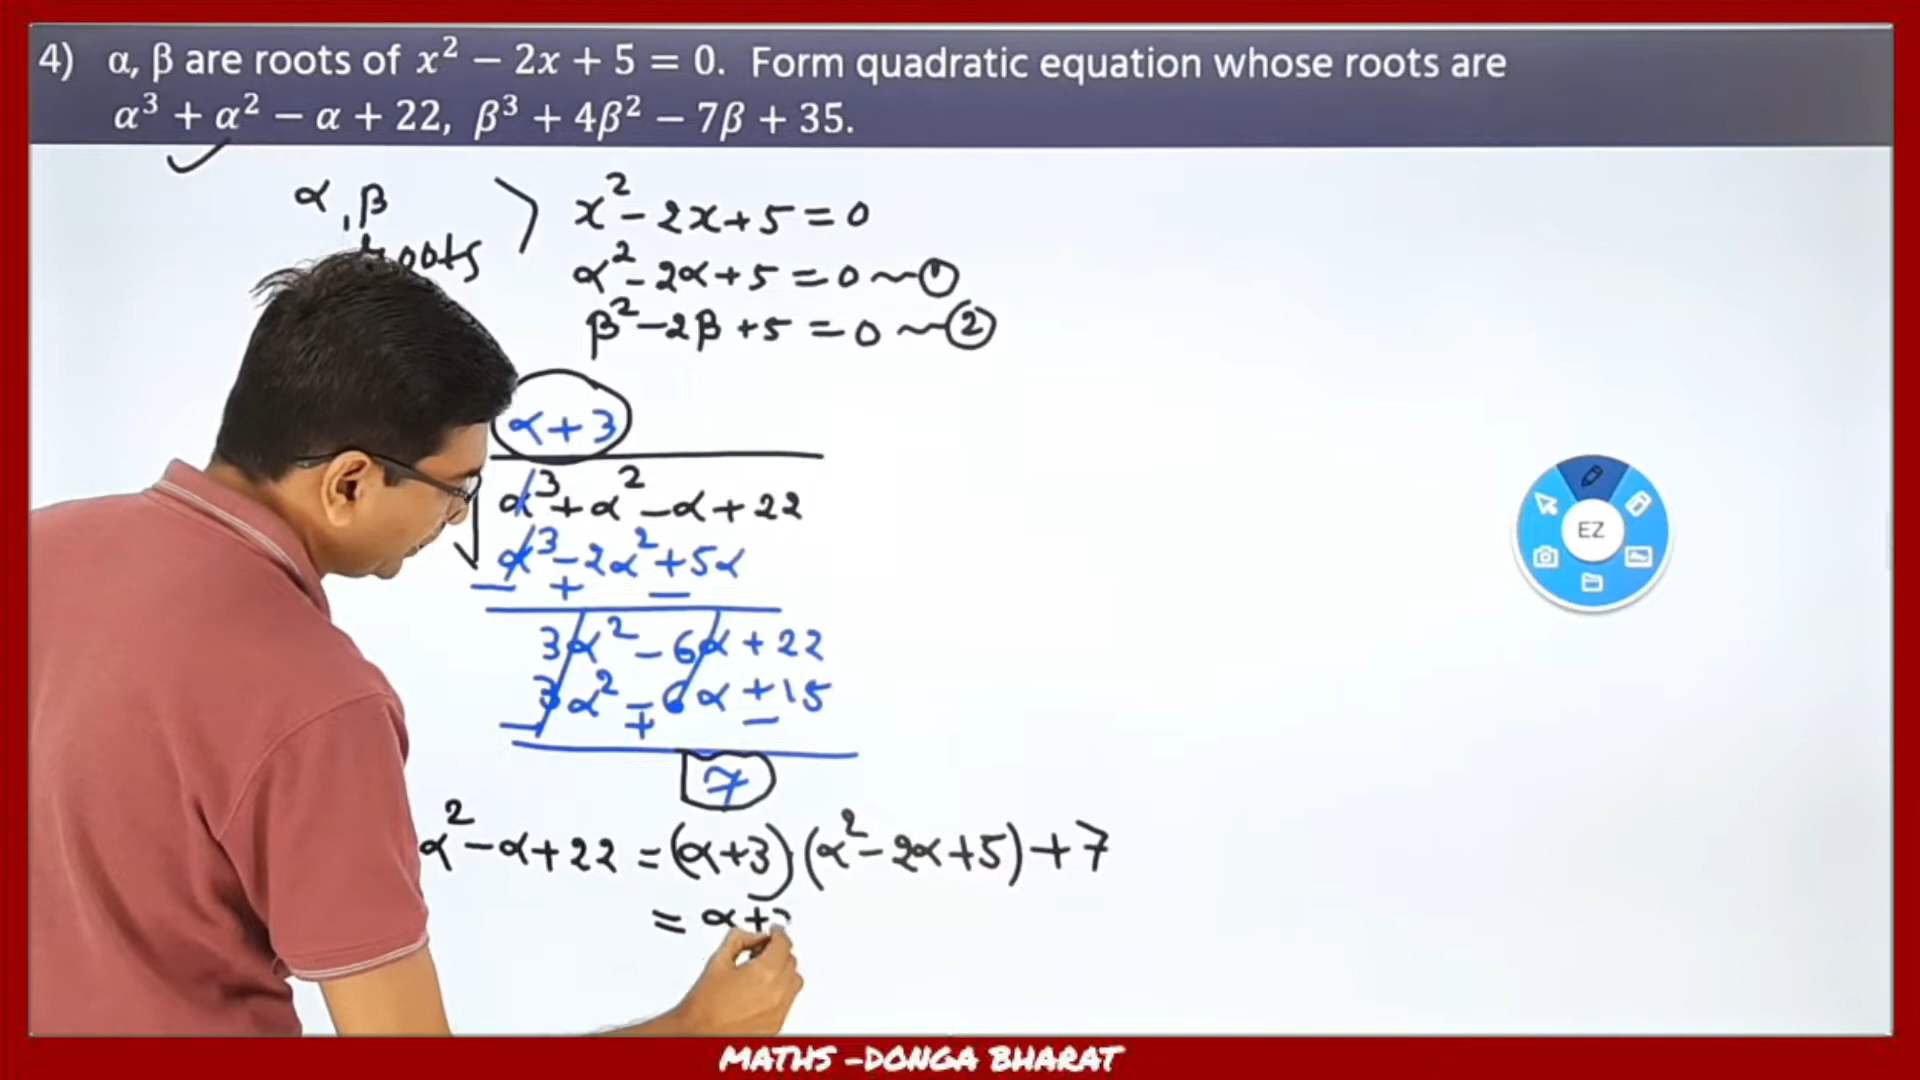 4) α, β are roots of x² − 2x + 5 = 0. Form quadratic equation whose roots are
α³ + α² − α + 22, β³ + 4β² − 7β + 35.
α, β
roots
x² - 2x + 5 = 0
α² - 2α + 5 = 0 ~ ①
β² - 2β + 5 = 0 ~ ②
α + 3
α³ + α² - α + 22
α³ - 2α² + 5α
- + -
3α² - 6α + 22
3α² - 6α + 15
- + -
7
α² - α + 22 = (α+3)(α² - 2α + 5) + 7
= α +
EZ
MATHS -DONGA BHARAT